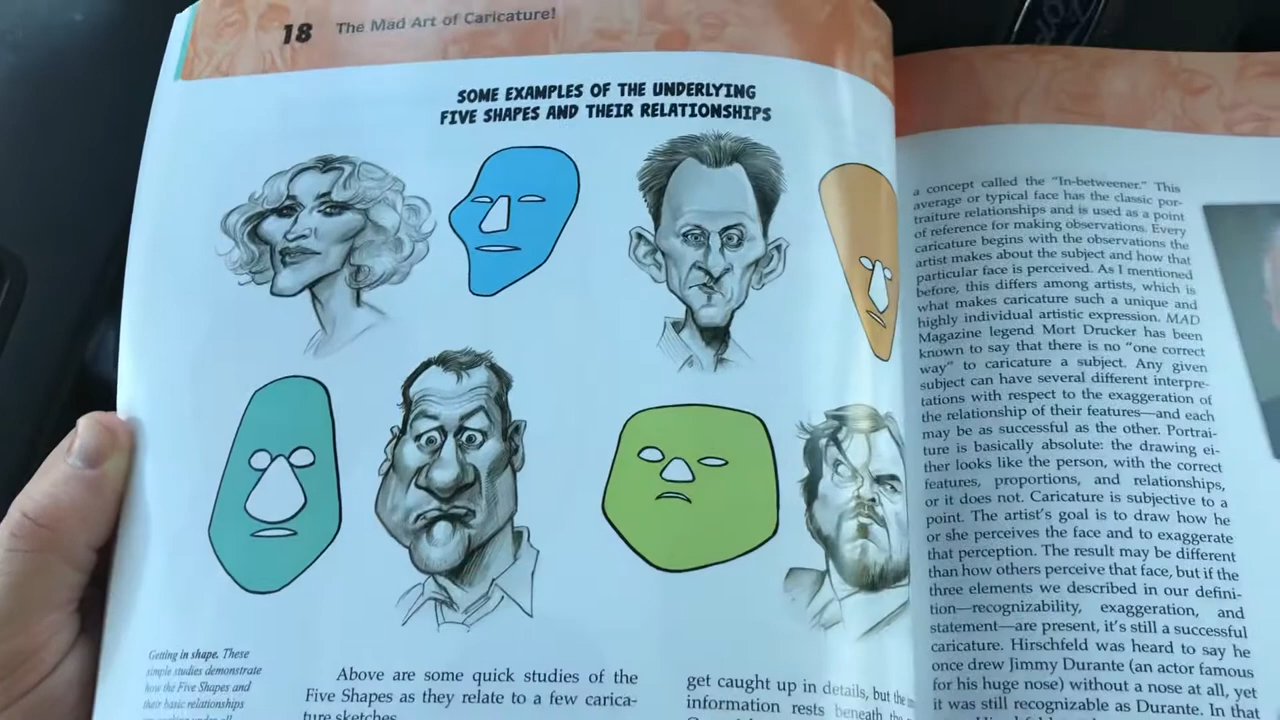 18 The Mad Art of Caricature!
SOME EXAMPLES OF THE UNDERLYING
FIVE SHAPES AND THEIR RELATIONSHIPS
Getting in shape. These
simple studies demonstrate
how the Five Shapes and
their basic relationships
Above are some quick studies of the
Five Shapes as they relate to a few carica-
ture sketches.
get caught up in details, but the
information rests beneath the
a concept called the “In-betweener.” This
average or typical face has the classic por-
traiture relationships and is used as a point
of reference for making observations. Every
caricature begins with the observations the
artist makes about the subject and how that
particular face is perceived. As I mentioned
before, this differs among artists, which is
what makes caricature such a unique and
highly individual artistic expression. MAD
Magazine legend Mort Drucker has been
known to say that there is no “one correct
way” to caricature a subject. Any given
subject can have several different interpre-
tations with respect to the exaggeration of
the relationship of their features—and each
may be as successful as the other. Portrai-
ture is basically absolute: the drawing ei-
ther looks like the person, with the correct
features, proportions, and relationships,
or it does not. Caricature is subjective to a
point. The artist’s goal is to draw how he
or she perceives the face and to exaggerate
that perception. The result may be different
than how others perceive that face, but if the
three elements we described in our defini-
tion—recognizability, exaggeration, and
statement—are present, it’s still a successful
caricature. Hirschfeld was heard to say he
once drew Jimmy Durante (an actor famous
for his huge nose) without a nose at all, yet
it was still recognizable as Durante. In that